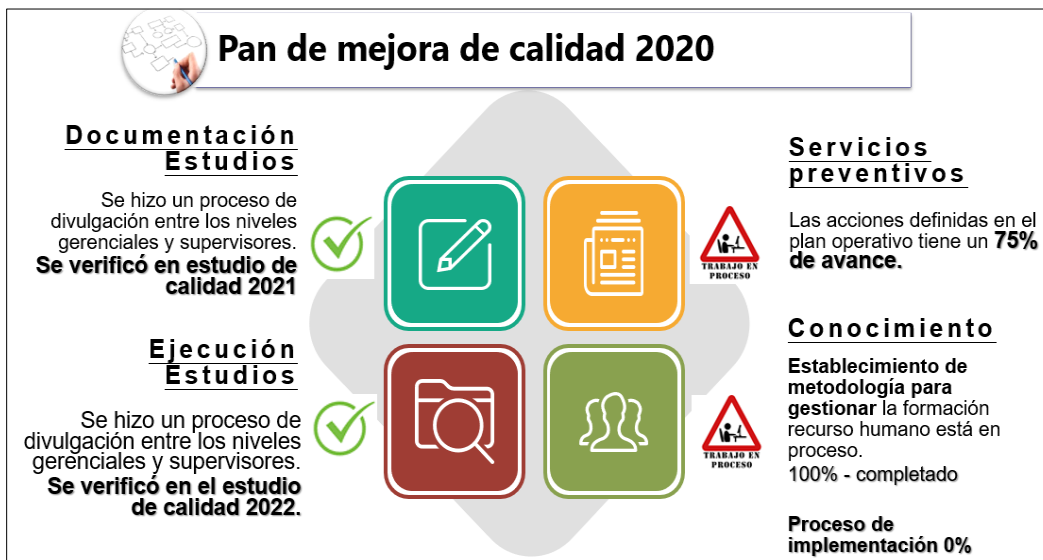 Pan de mejora de calidad 2020
Documentación
Estudios
Se hizo un proceso de
divulgación entre los niveles
gerenciales y supervisores.
Se verificó en estudio de
calidad 2021
Ejecución
Estudios
Se hizo un proceso de
divulgación entre los niveles
gerenciales y supervisores.
Se verificó en el estudio
de calidad 2022.
Servicios
preventivos
TRABAJO EN
PROCESO
Las acciones definidas en el
plan operativo tiene un 75%
de avance.
Conocimiento
TRABAJO EN
PROCESO
Establecimiento de
metodología para
gestionar la formación
recurso humano está en
proceso.
100% - completado
Proceso de
implementación 0%